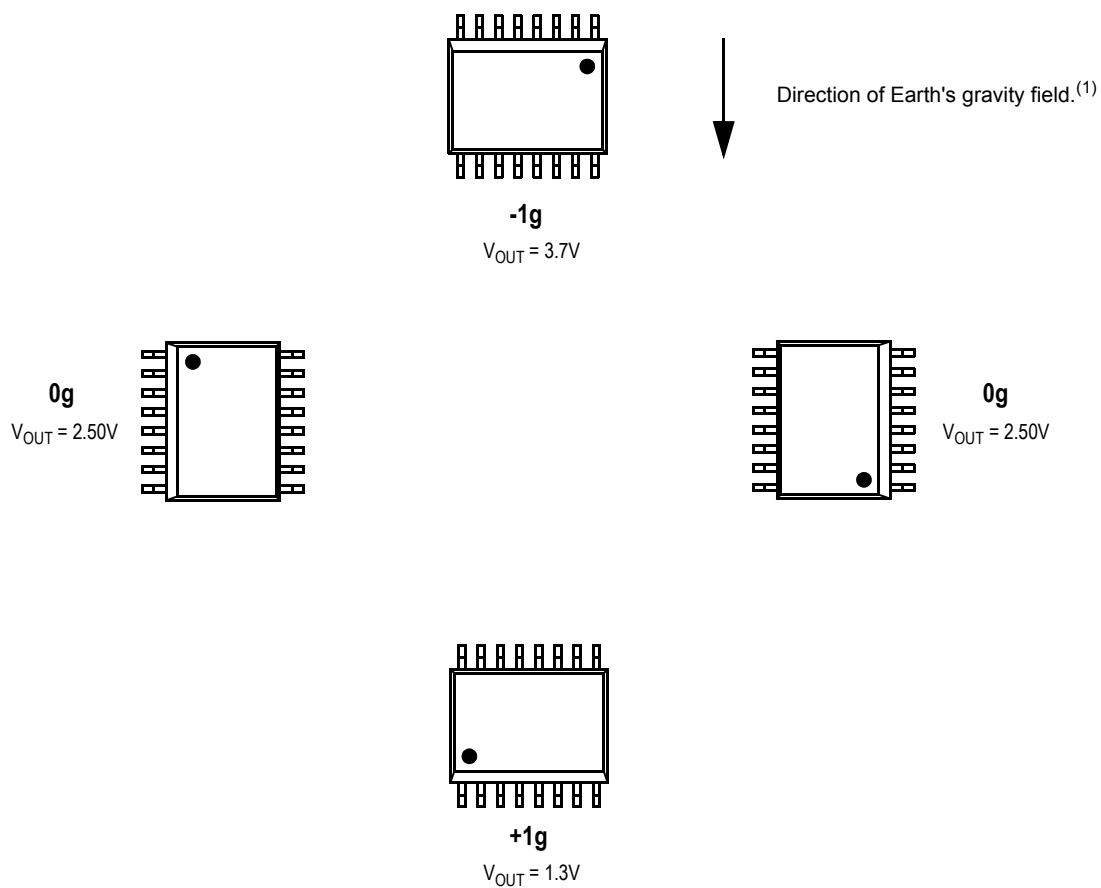 Direction of Earth's gravity field.(1)
-1g
VOUT = 3.7V
0g
VOUT = 2.50V
0g
VOUT = 2.50V
+1g
VOUT = 1.3V